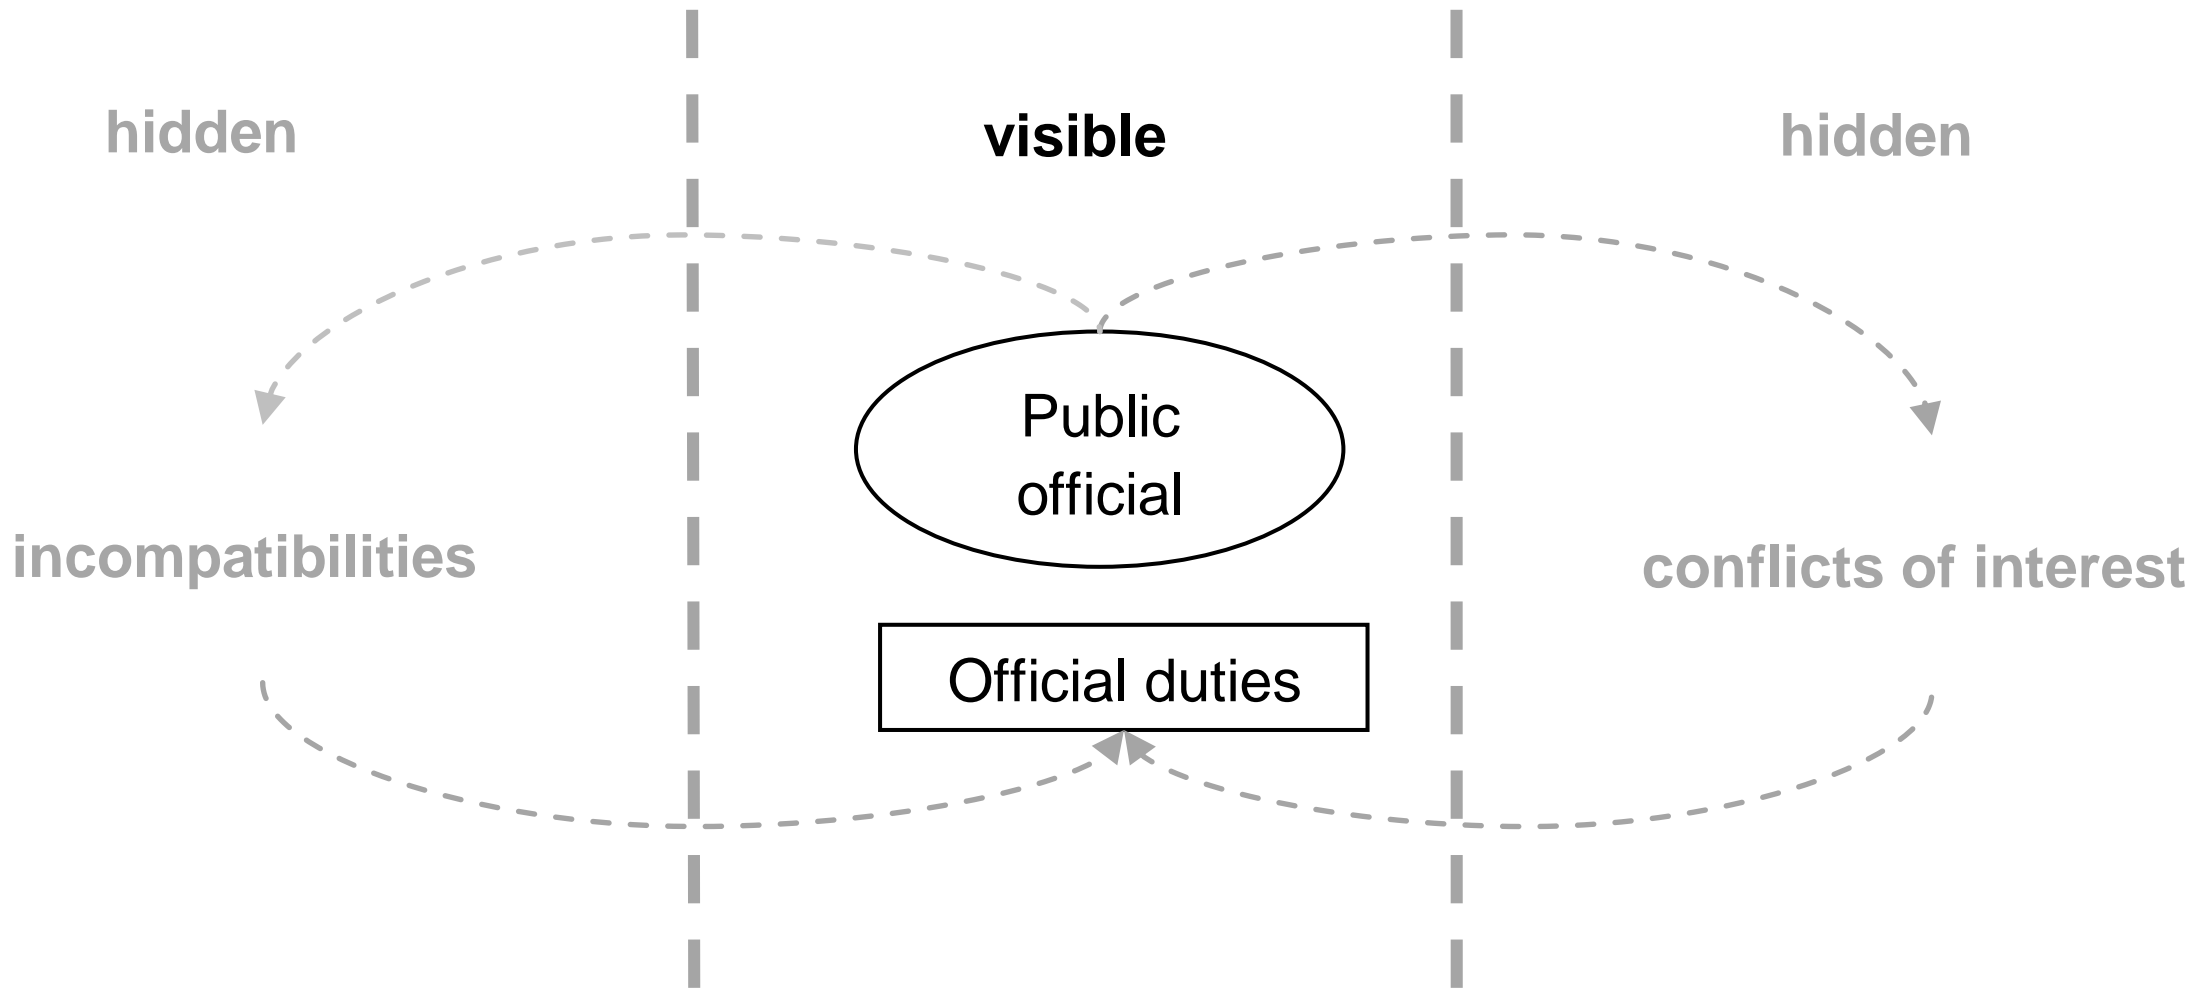 hidden
visible
hidden
Public
official
incompatibilities
conflicts of interest
Official duties